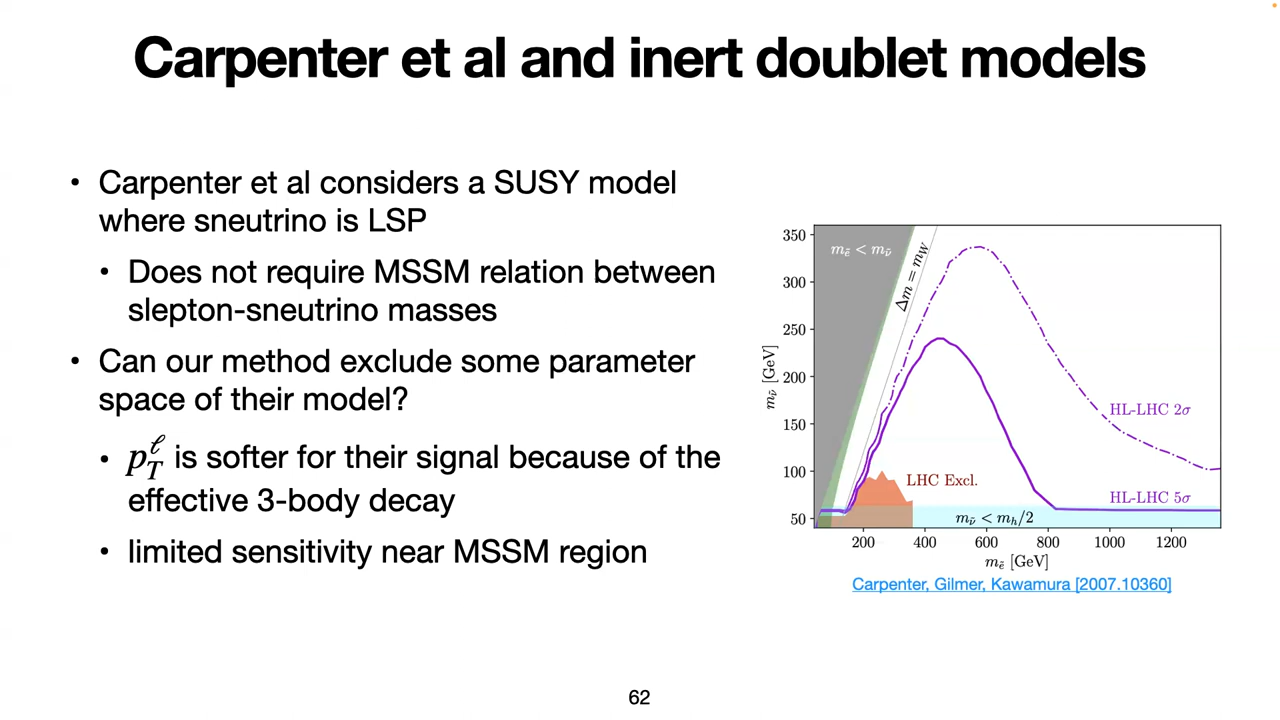 Carpenter et al and inert doublet models
• Carpenter et al considers a SUSY model
where sneutrino is LSP
• Does not require MSSM relation between
slepton-sneutrino masses
• Can our method exclude some parameter
space of their model?
• p_T^ℓ is softer for their signal because of the
effective 3-body decay
• limited sensitivity near MSSM region
350
300
250
200
150
100
50
m_ν̃ [GeV]
m_ẽ < m_ν̃
Δm = m_W
HL-LHC 2σ
LHC Excl.
HL-LHC 5σ
m_ν̃ < m_h/2
200 400 600 800 1000 1200
m_ẽ [GeV]
Carpenter, Gilmer, Kawamura [2007.10360]
62